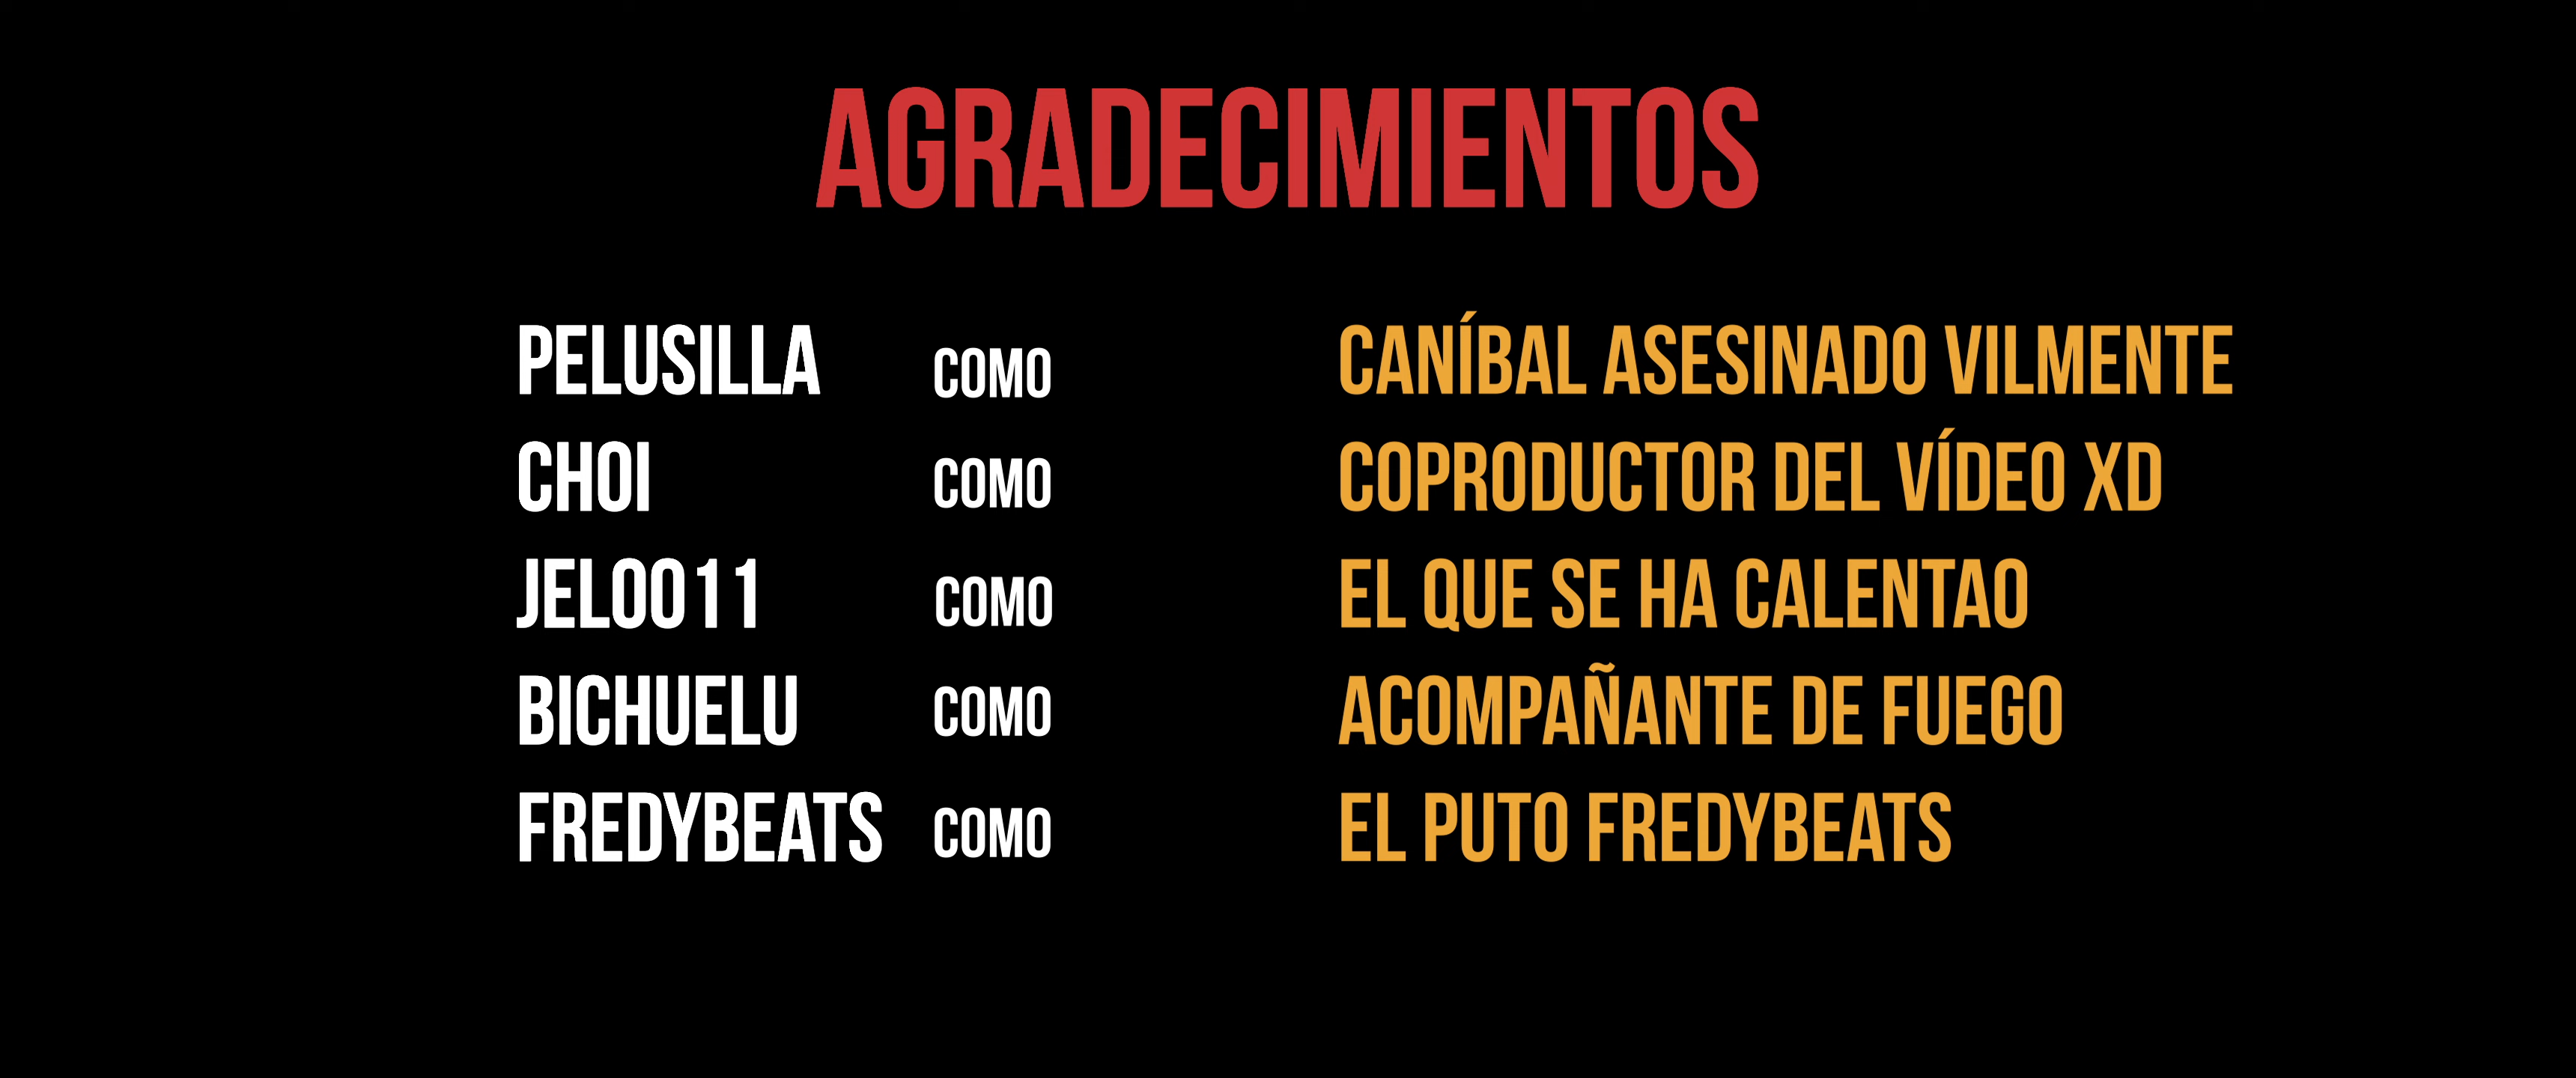 AGRADECIMIENTOS
PELUSILLA COMO CANÍBAL ASESINADO VILMENTE
CHOI COMO COPRODUCTOR DEL VÍDEO XD
JELOO11 COMO EL QUE SE HA CALENTAO
BICHUELU COMO ACOMPAÑANTE DE FUEGO
FREDYBEATS COMO EL PUTO FREDYBEATS